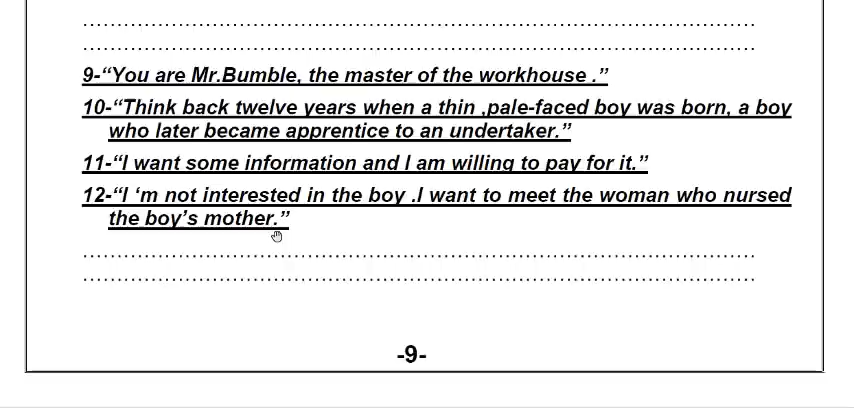 ................................................................................................
................................................................................................
9-“You are Mr.Bumble, the master of the workhouse .”
10-“Think back twelve years when a thin ,pale-faced boy was born, a boy
who later became apprentice to an undertaker.”
11-“I want some information and I am willing to pay for it.”
12-“I ‘m not interested in the boy .I want to meet the woman who nursed
the boy’s mother.”
................................................................................................
................................................................................................
-9-